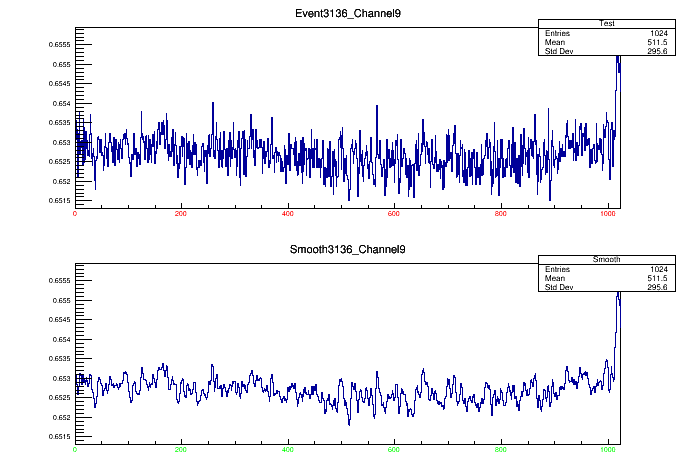 Event3136_Channel9
Test
Entries 1024
Mean 511.5
Std Dev 295.6
0.6555
0.655
0.6545
0.654
0.6535
0.653
0.6525
0.652
0.6515
0 200 400 600 800 1000
Smooth3136_Channel9
Smooth
Entries 1024
Mean 511.5
Std Dev 295.6
0.6555
0.655
0.6545
0.654
0.6535
0.653
0.6525
0.652
0.6515
0 200 400 600 800 1000